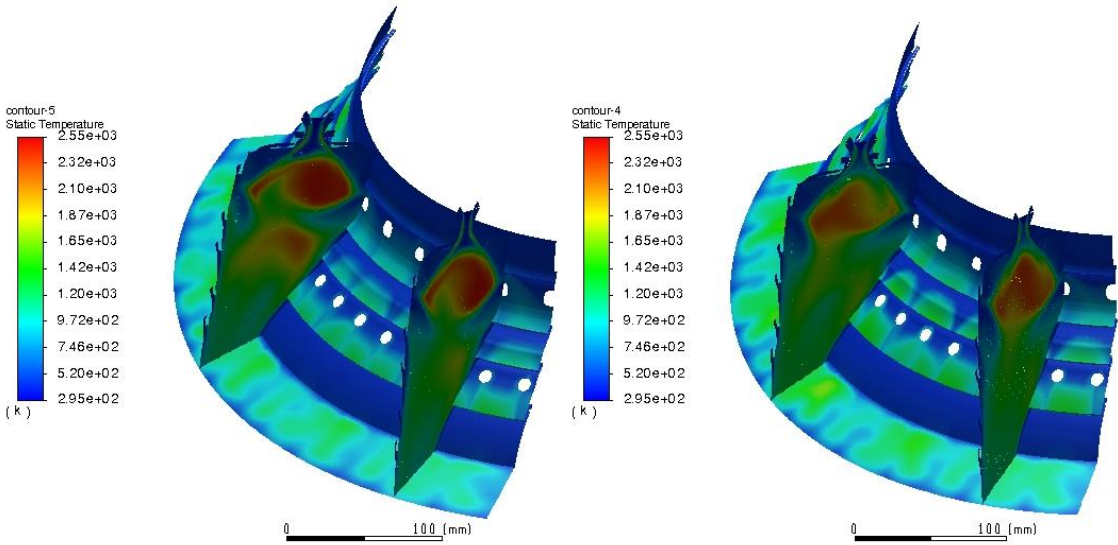 contour-5
Static Temperature
2.55e+03
2.32e+03
2.10e+03
1.87e+03
1.65e+03
1.42e+03
1.20e+03
9.72e+02
7.46e+02
5.20e+02
2.95e+02
( k )
0 100 (mm)
contour-4
Static Temperature
2.55e+03
2.32e+03
2.10e+03
1.87e+03
1.65e+03
1.42e+03
1.20e+03
9.72e+02
7.46e+02
5.20e+02
2.95e+02
( k )
0 100 (mm)